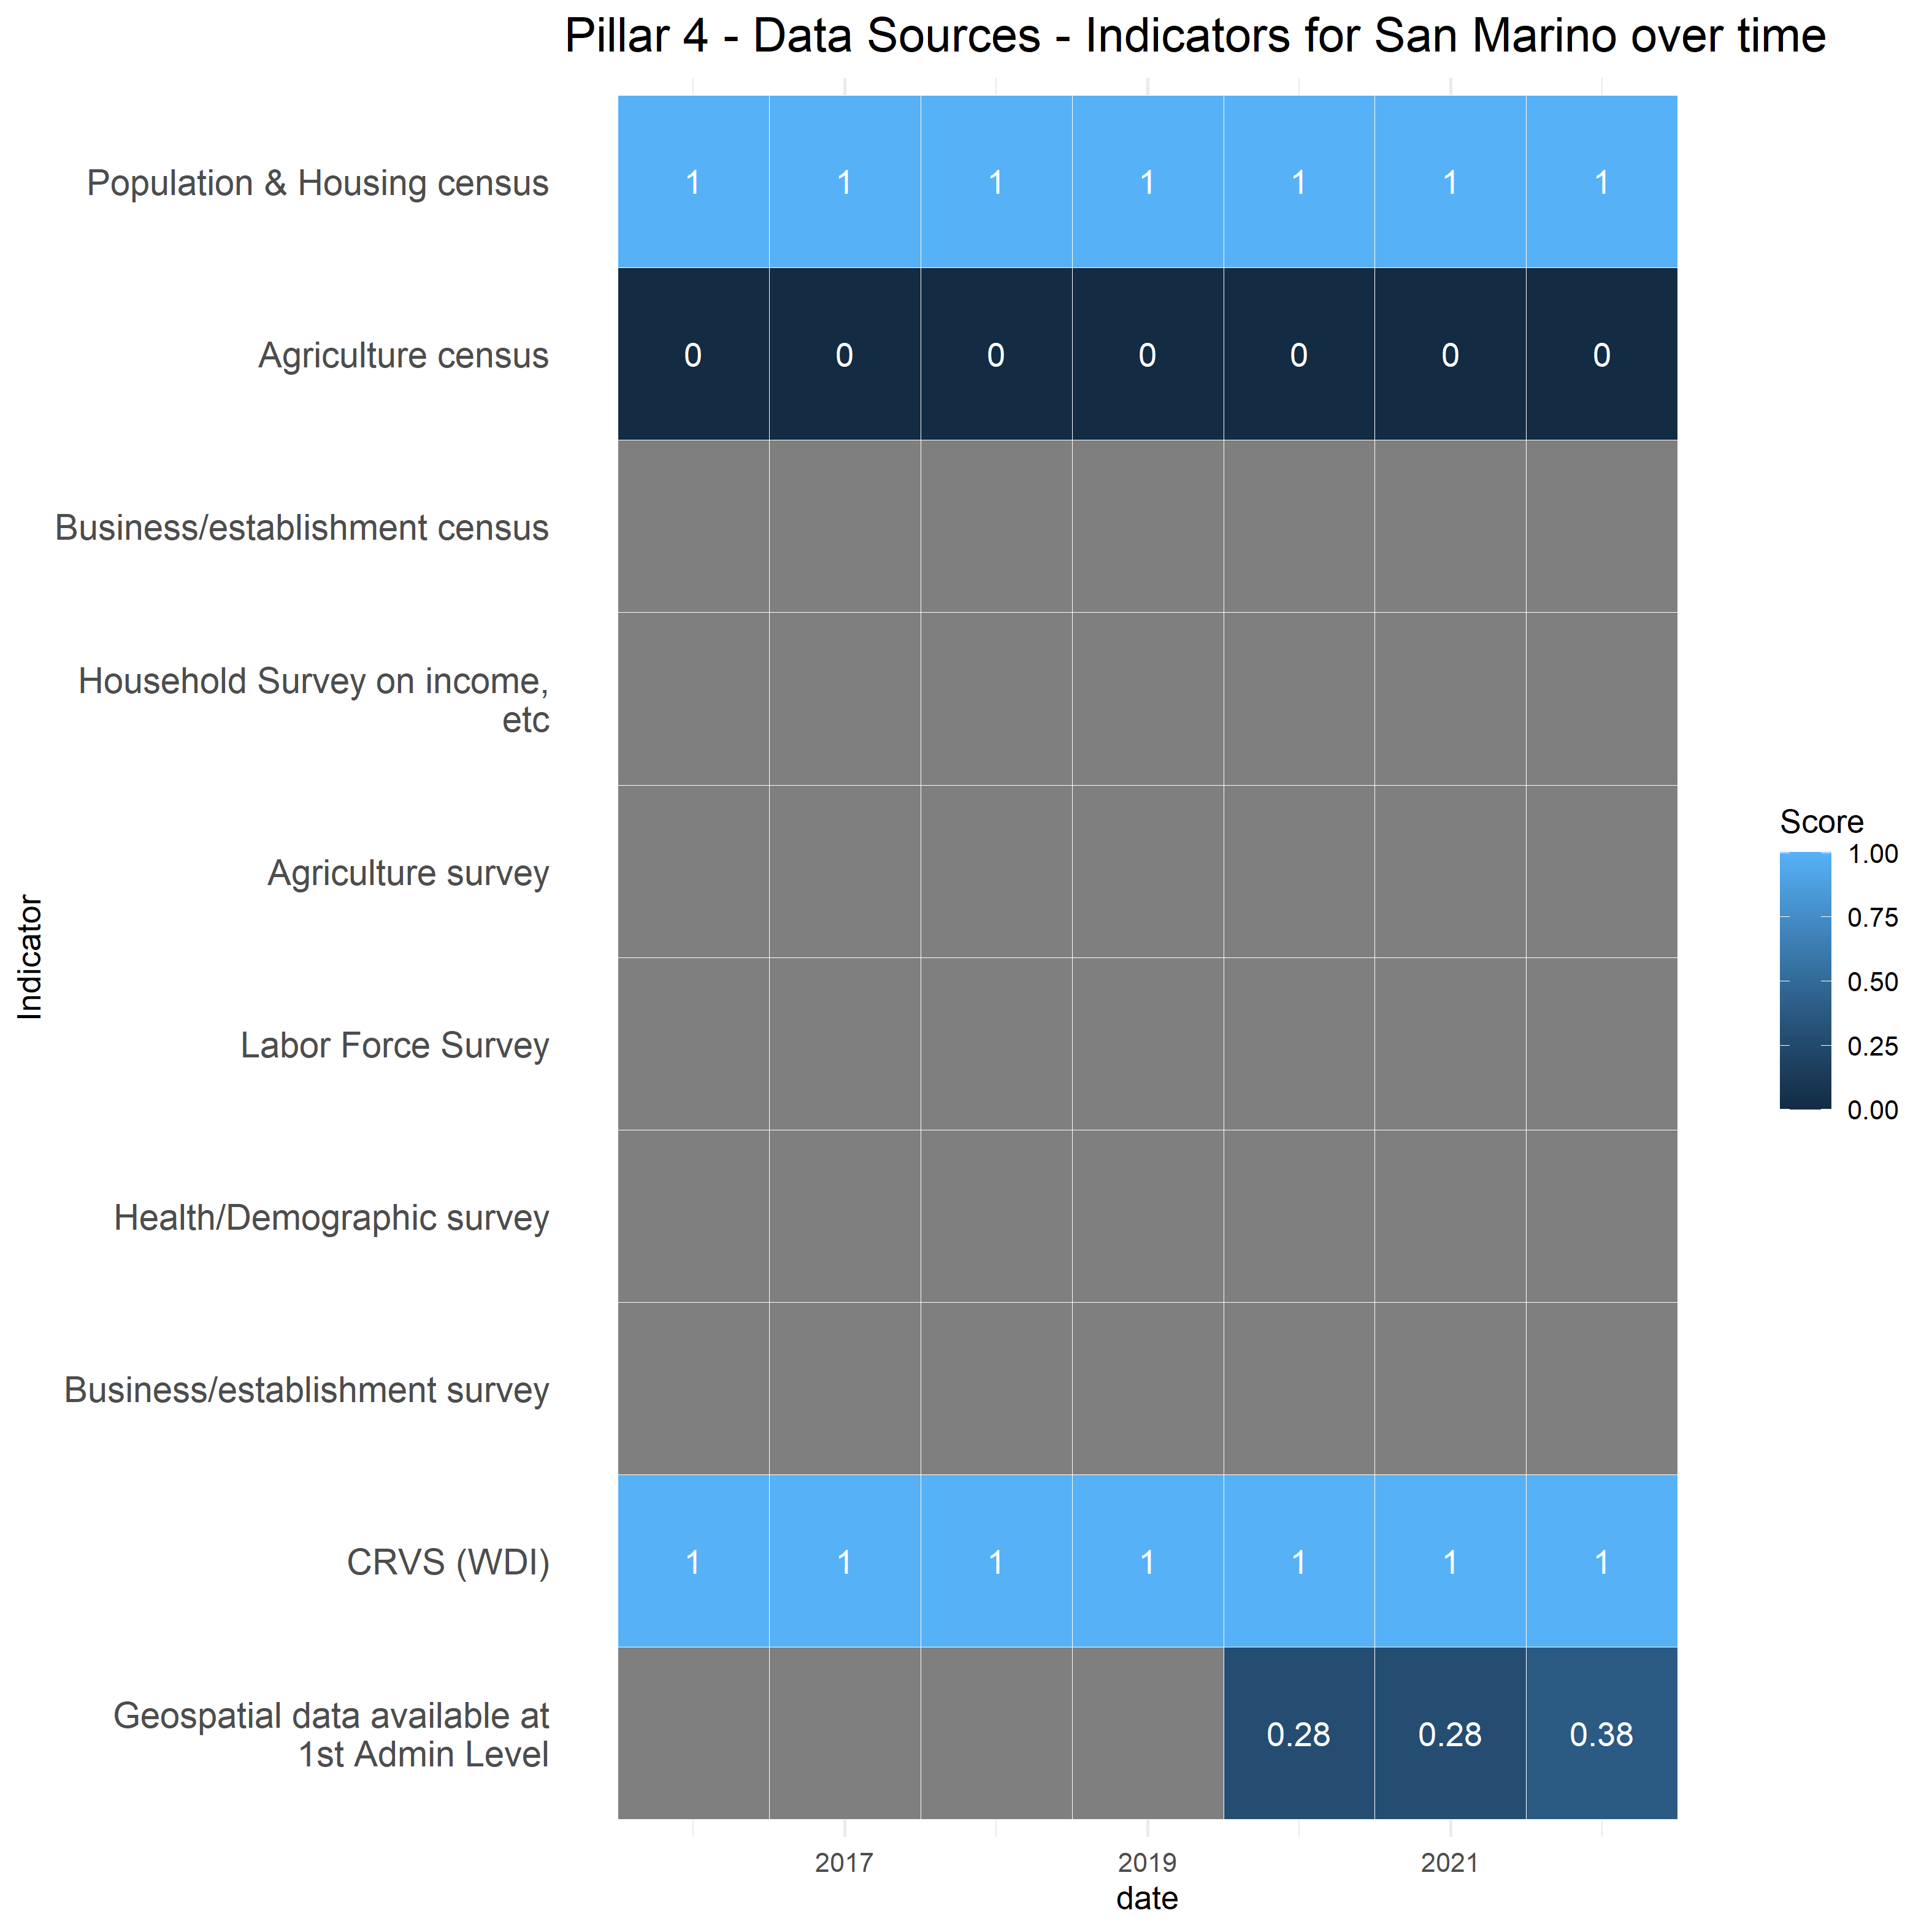 Pillar 4 - Data Sources - Indicators for San Marino over time
Population & Housing census
1 1 1 1 1 1 1
Agriculture census
0 0 0 0 0 0 0
Business/establishment census
Household Survey on income,
etc
Agriculture survey
Labor Force Survey
Health/Demographic survey
Business/establishment survey
CRVS (WDI)
1 1 1 1 1 1 1
Geospatial data available at
1st Admin Level
0.28 0.28 0.38
2017 2019 2021
date
Indicator
Score
1.00
0.75
0.50
0.25
0.00